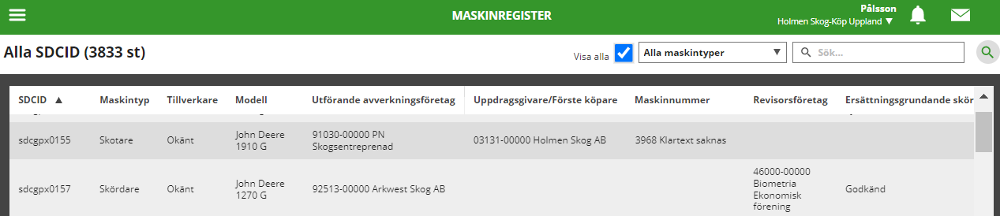 MASKINREGISTER
Pålsson
Holmen Skog-Köp Uppland ▼
Alla SDCID (3833 st)
Visa alla
Alla maskintyper
Sök...
SDCID ▲ Maskintyp Tillverkare Modell Utförande avverkningsföretag Uppdragsgivare/Förste köpare Maskinnummer Revisorsföretag Ersättningsgrundande skör
sdcgpx0155 Skotare Okänt John Deere 1910 G 91030-00000 PN Skogsentreprenad 03131-00000 Holmen Skog AB 3968 Klartext saknas
sdcgpx0157 Skördare Okänt John Deere 1270 G 92513-00000 Arkwest Skog AB 46000-00000 Biometria Ekonomisk förening Godkänd